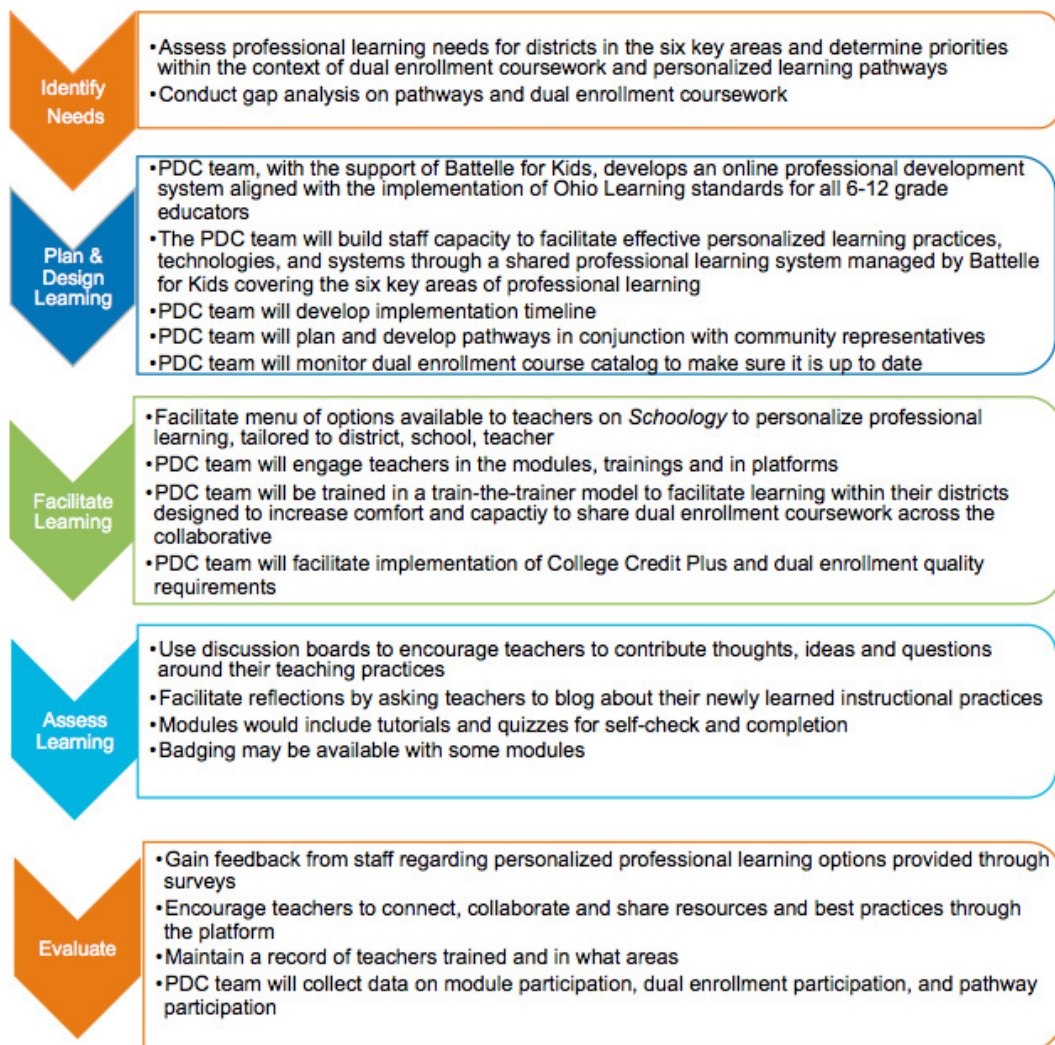 Identify
Needs
•Assess professional learning needs for districts in the six key areas and determine priorities
within the context of dual enrollment coursework and personalized learning pathways
•Conduct gap analysis on pathways and dual enrollment coursework
Plan &
Design
Learning
•PDC team, with the support of Battelle for Kids, develops an online professional development
system aligned with the implementation of Ohio Learning standards for all 6-12 grade
educators
•The PDC team will build staff capacity to facilitate effective personalized learning practices,
technologies, and systems through a shared professional learning system managed by Battelle
for Kids covering the six key areas of professional learning
•PDC team will develop implementation timeline
•PDC team will plan and develop pathways in conjunction with community representatives
•PDC team will monitor dual enrollment course catalog to make sure it is up to date
Facilitate
Learning
•Facilitate menu of options available to teachers on Schoology to personalize professional
learning, tailored to district, school, teacher
•PDC team will engage teachers in the modules, trainings and in platforms
•PDC team will be trained in a train-the-trainer model to facilitate learning within their districts
designed to increase comfort and capactiy to share dual enrollment coursework across the
collaborative
•PDC team will facilitate implementation of College Credit Plus and dual enrollment quality
requirements
Assess
Learning
•Use discussion boards to encourage teachers to contribute thoughts, ideas and questions
around their teaching practices
•Facilitate reflections by asking teachers to blog about their newly learned instructional practices
•Modules would include tutorials and quizzes for self-check and completion
•Badging may be available with some modules
Evaluate
•Gain feedback from staff regarding personalized professional learning options provided through
surveys
•Encourage teachers to connect, collaborate and share resources and best practices through
the platform
•Maintain a record of teachers trained and in what areas
•PDC team will collect data on module participation, dual enrollment participation, and pathway
participation